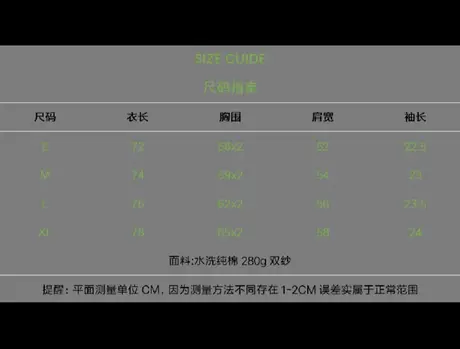 SIZE GUIDE
尺码指南
尺码 衣长 胸围 肩宽 袖长
S 72 52 22.5
M 74 59x2 54 23
L 76 62x2 56 23.5
XL 78 65x2 58 24
面料:水洗纯棉 280g 双纱
提醒: 平面测量单位 CM, 因为测量方法不同存在 1-2CM 误差实属于正常范围